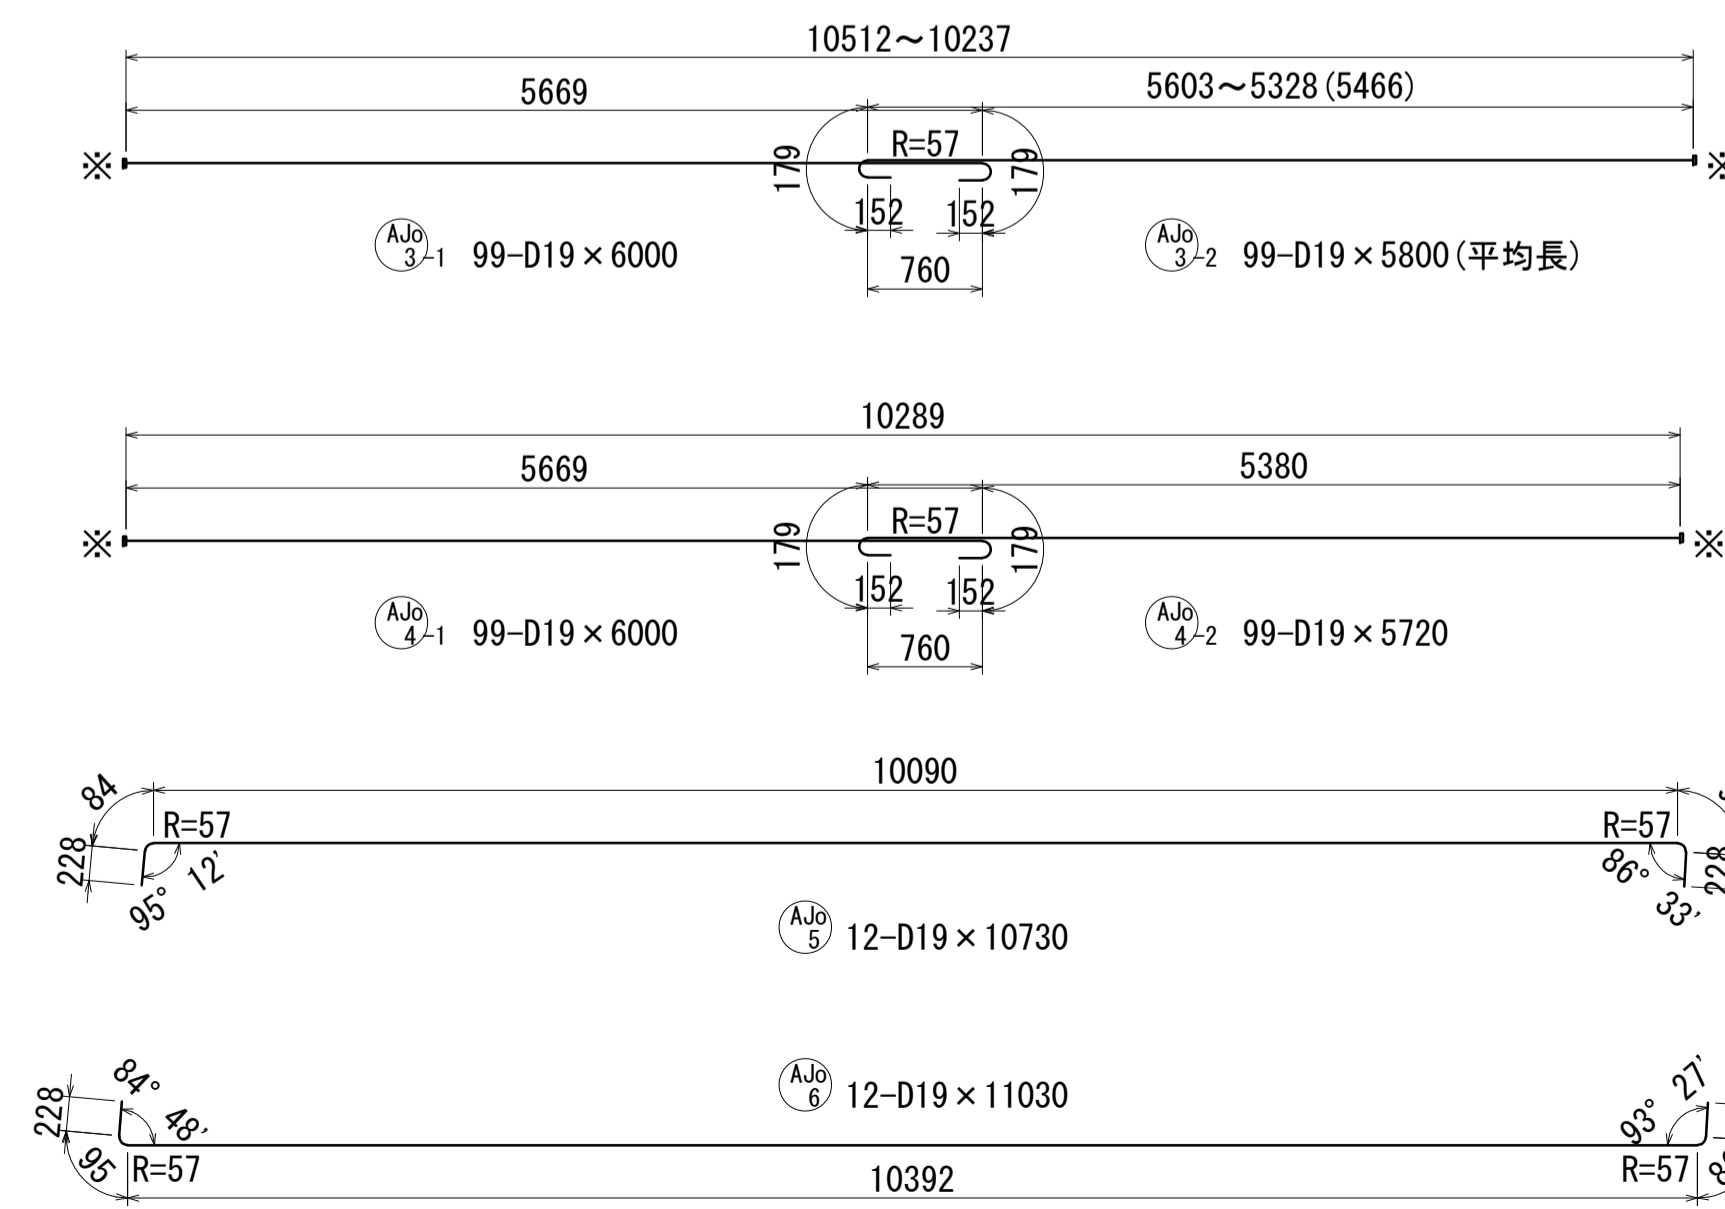 10512～10237
5669
5603～5328(5466)
R=57
179
179
152
152
760
※
※
AJo
3 -1
99-D19×6000
AJo
3 -2
99-D19×5800(平均長)
10289
5669
5380
R=57
179
179
152
152
760
※
※
AJo
4 -1
99-D19×6000
AJo
4 -2
99-D19×5720
10090
84
R=57
R=57
228
228
95° 12'
86° 33'
AJo
5
12-D19×10730
AJo
6
12-D19×11030
228
84° 48'
93° 27'
95
R=57
R=57
10392